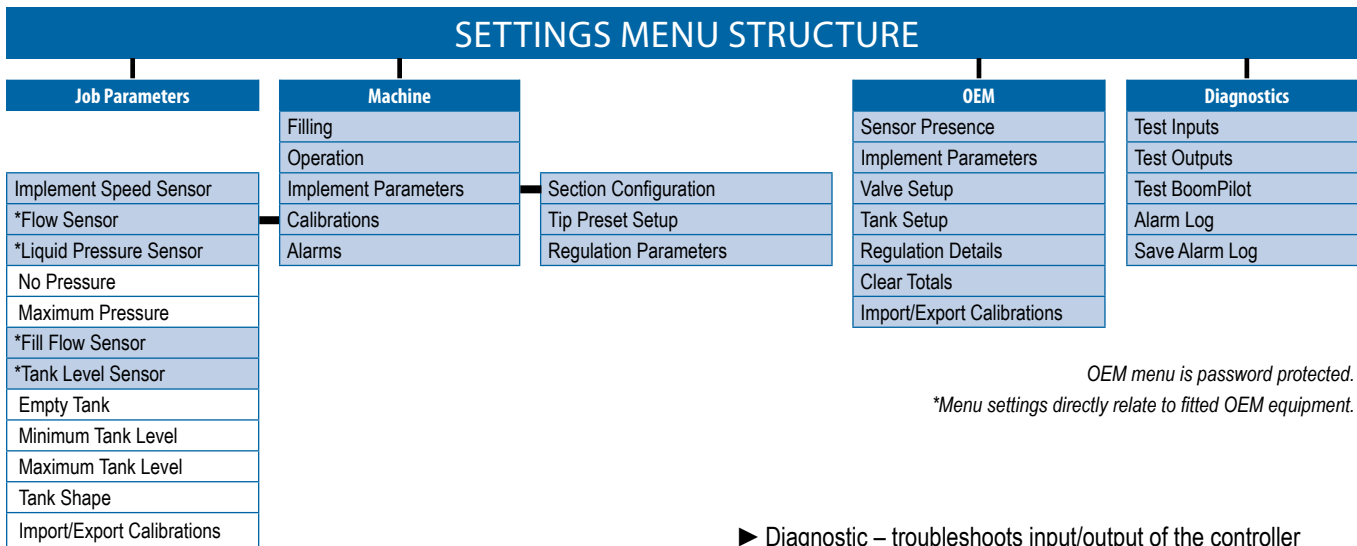 SETTINGS MENU STRUCTURE
Job Parameters
Machine
Filling
Operation
Implement Parameters
Calibrations
Alarms
Section Configuration
Tip Preset Setup
Regulation Parameters
Implement Speed Sensor
*Flow Sensor
*Liquid Pressure Sensor
No Pressure
Maximum Pressure
*Fill Flow Sensor
*Tank Level Sensor
Empty Tank
Minimum Tank Level
Maximum Tank Level
Tank Shape
Import/Export Calibrations
OEM
Sensor Presence
Implement Parameters
Valve Setup
Tank Setup
Regulation Details
Clear Totals
Import/Export Calibrations
Diagnostics
Test Inputs
Test Outputs
Test BoomPilot
Alarm Log
Save Alarm Log
OEM menu is password protected.
*Menu settings directly relate to fitted OEM equipment.
►Diagnostic – troubleshoots input/output of the controller